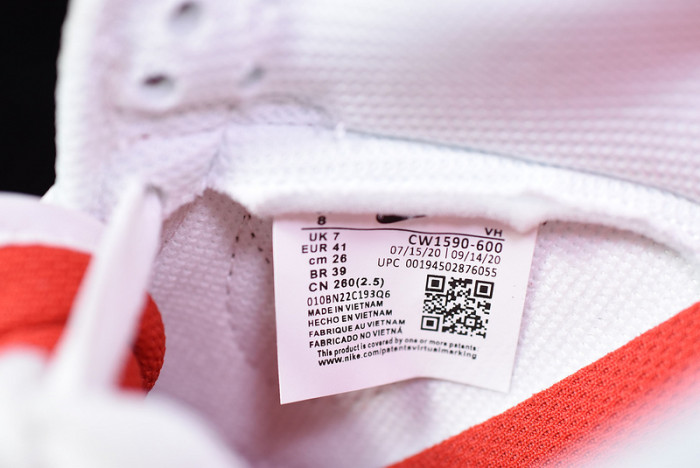 8
UK 7
EUR 41
cm 26
BR 39
CN 260(2.5)
010BN22C193Q6
MADE IN VIETNAM
HECHO EN VIETNAM
FABRIQUE AU VIETNAM
FABRICADO NO VIETNÃ
This product is covered by one or more patents.
www.nike.com/patentsvirtualmarking
VH
CW1590-600
07/15/20 | 09/14/20
UPC 00194502876055